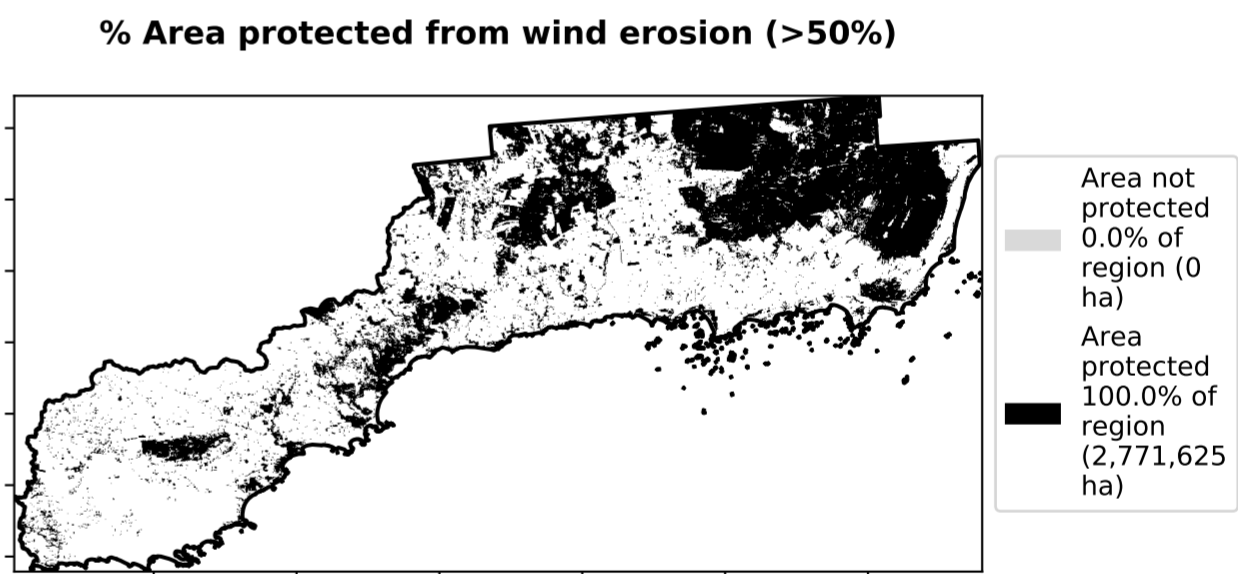 % Area protected from wind erosion (>50%)
Area not
protected
0.0% of
region (0
ha)
Area
protected
100.0% of
region
(2,771,625
ha)